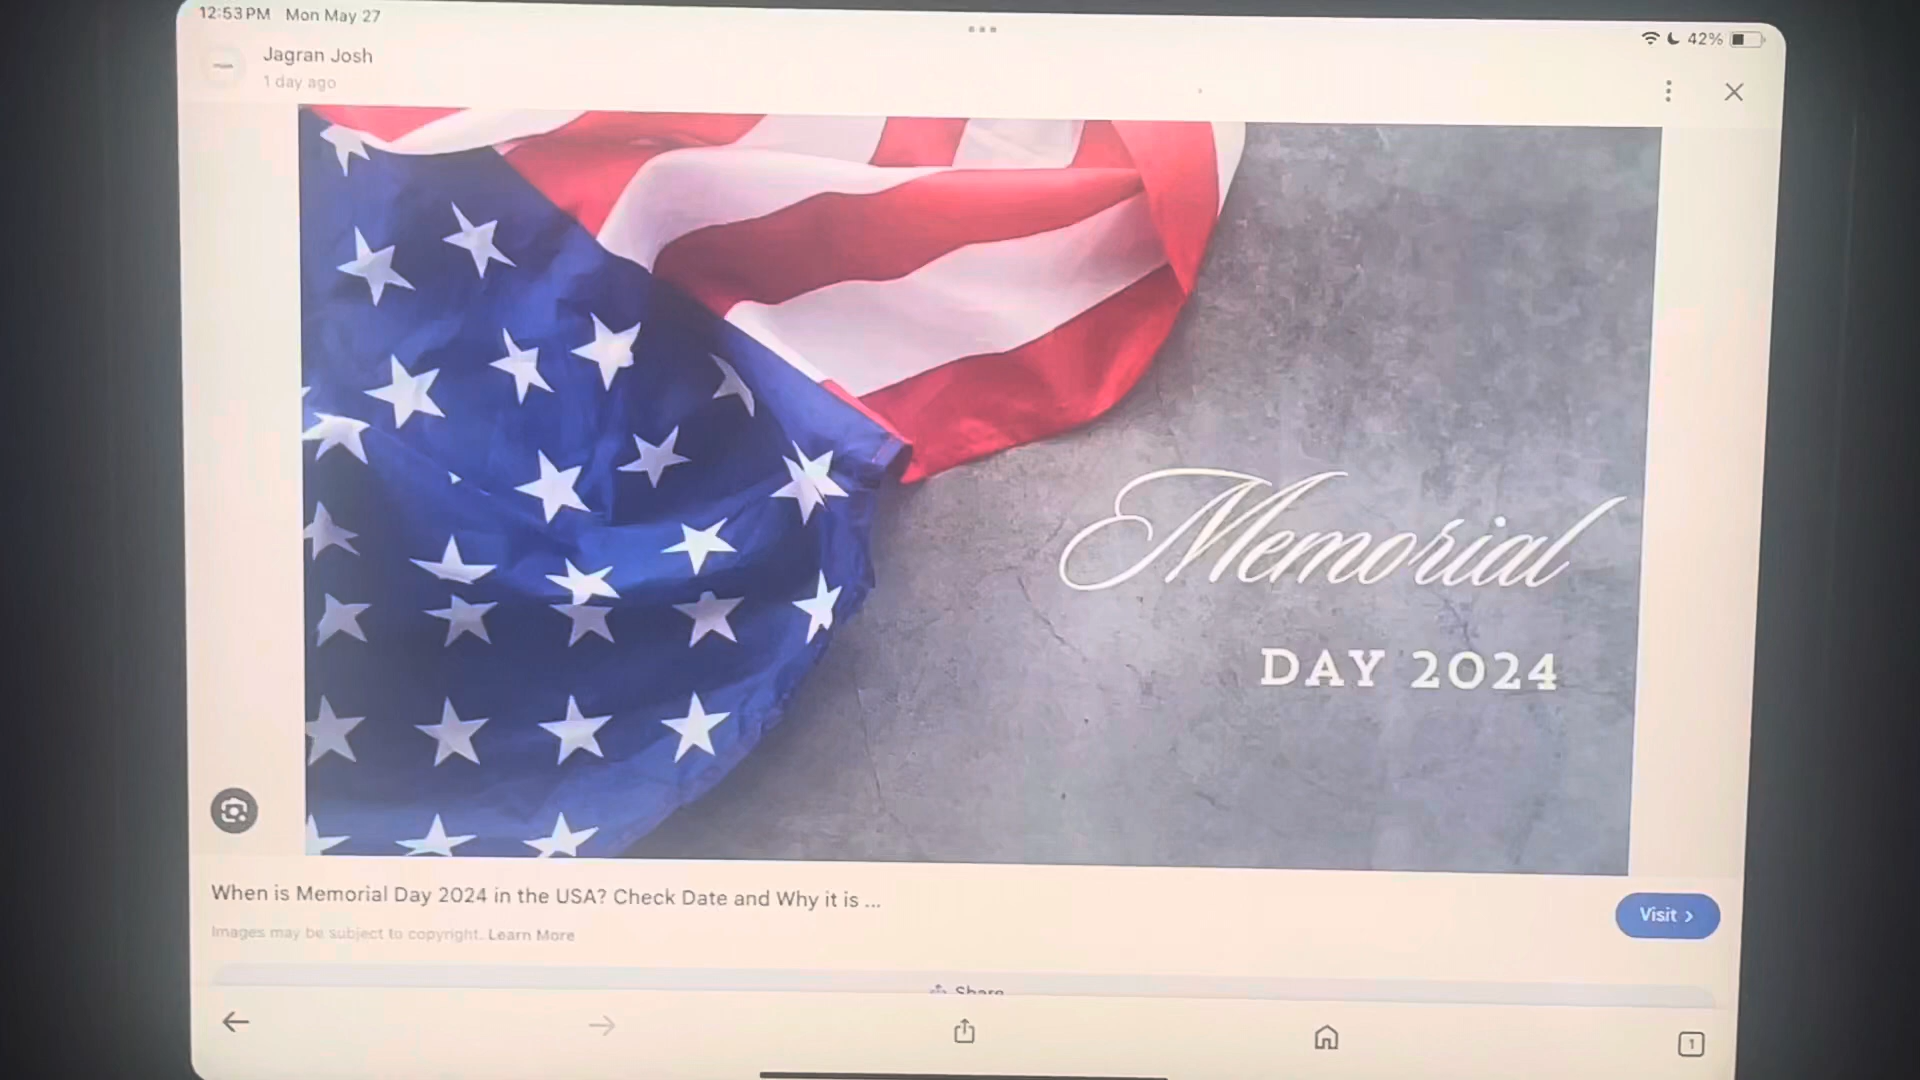 12:53 PM Mon May 27
42%
Jagran Josh
1 day ago
Memorial
DAY 2024
When is Memorial Day 2024 in the USA? Check Date and Why it is ...
Visit >
Images may be subject to copyright. Learn More
Share
1